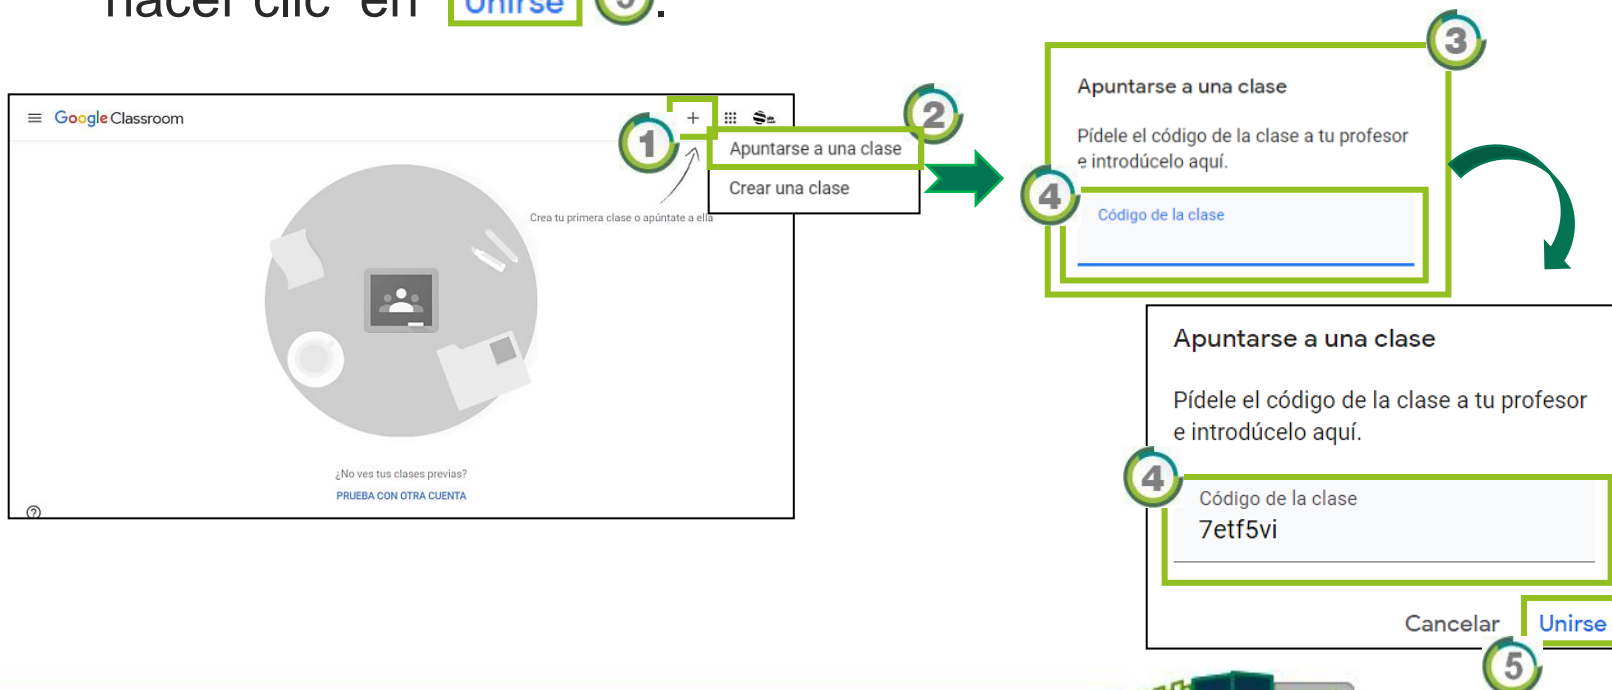 hacer clic en Unirse 5.
Google Classroom
1
2
Apuntarse a una clase
Crear una clase
Crea tu primera clase o apúntate a ella
¿No ves tus clases previas?
PRUEBA CON OTRA CUENTA
3
Apuntarse a una clase
Pídele el código de la clase a tu profesor
e introdúcelo aquí.
4
Código de la clase
Apuntarse a una clase
Pídele el código de la clase a tu profesor
e introdúcelo aquí.
4
Código de la clase
7etf5vi
Cancelar Unirse
5